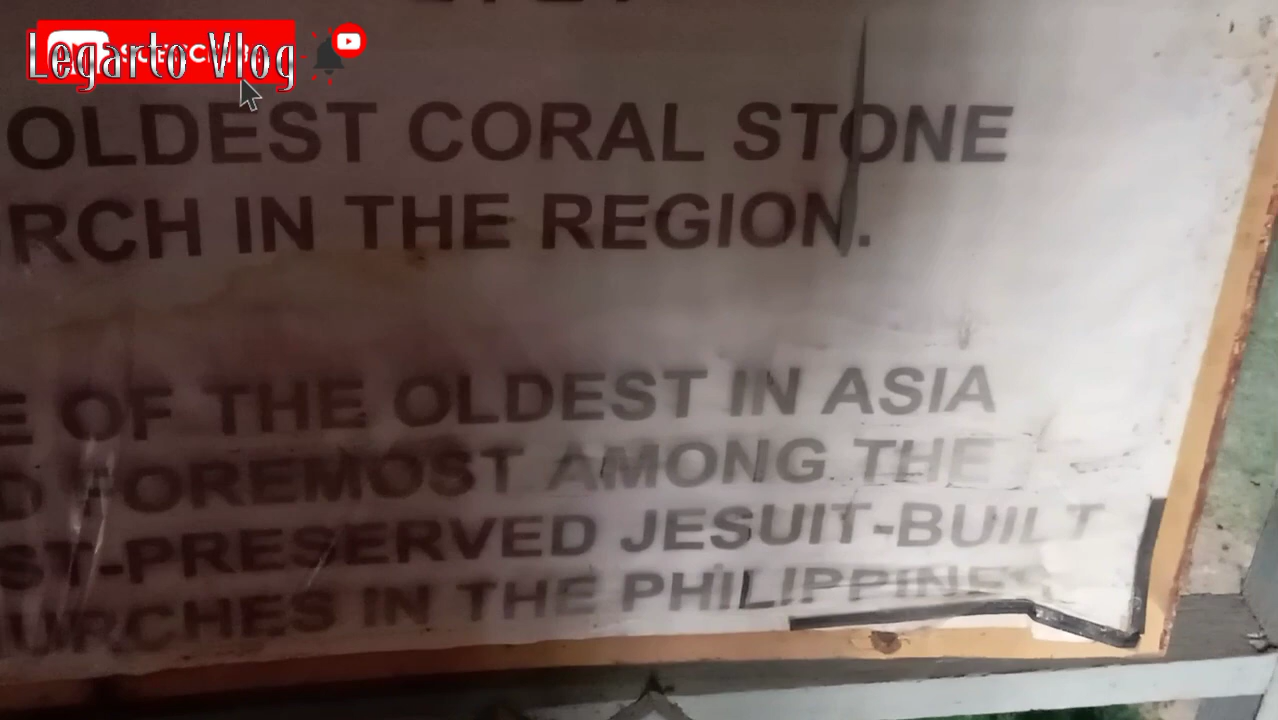 Legarto Vlog
OLDEST CORAL STONE
RCH IN THE REGION.
E OF THE OLDEST IN ASIA
D FOREMOST AMONG THE
ST-PRESERVED JESUIT-BUILT
URCHES IN THE PHILIPPINES